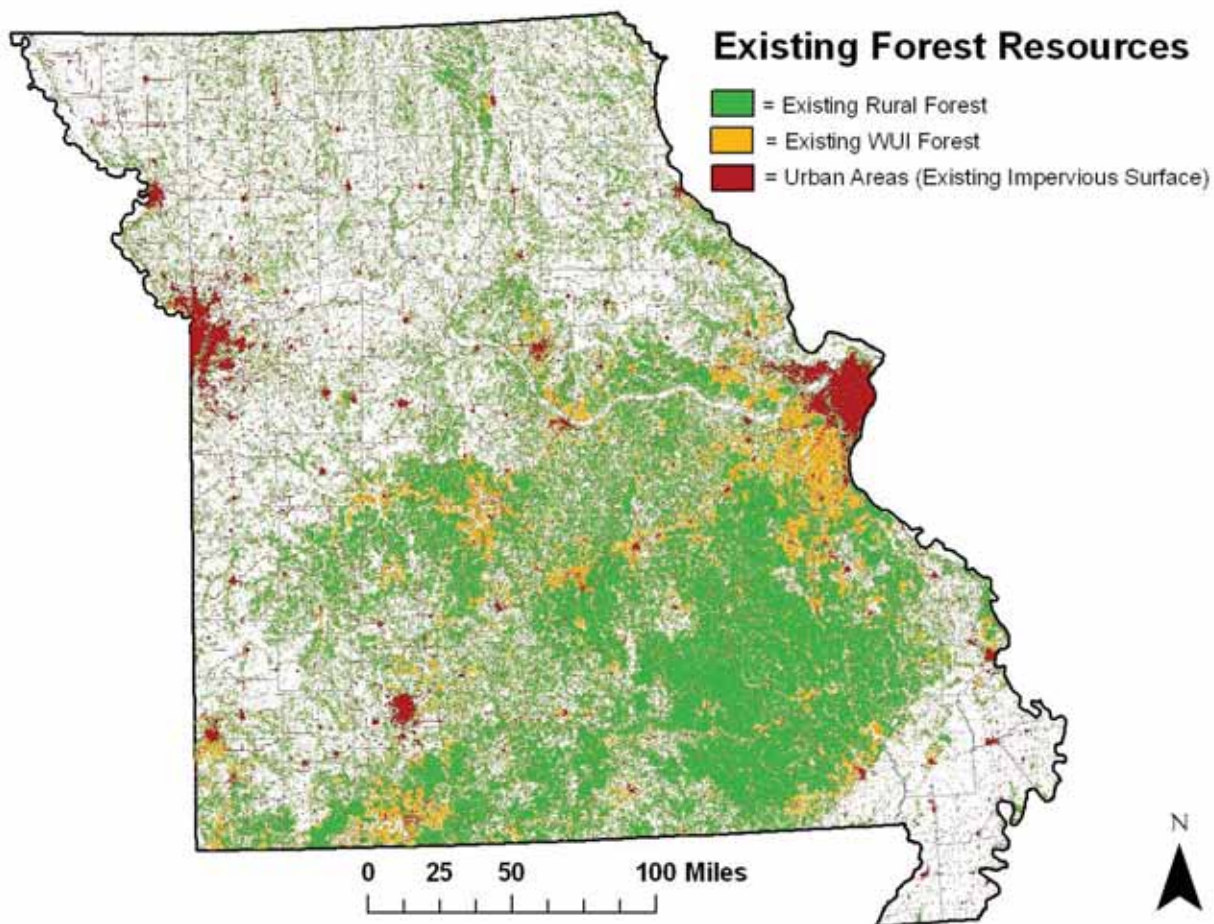 Existing Forest Resources
= Existing Rural Forest
= Existing WUI Forest
= Urban Areas (Existing Impervious Surface)
N
0 25 50 100 Miles